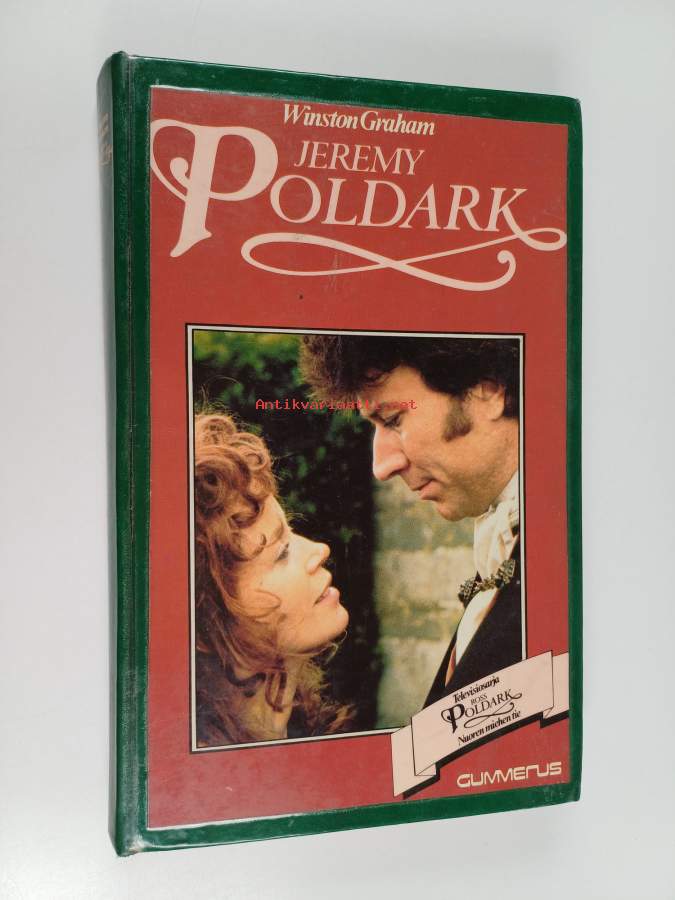 Winston Graham
JEREMY
POLDARK
Antikvariaatti.net
Televisiosarja
ROSS
POLDARK
Nuoren miehen tie
GUMMERUS